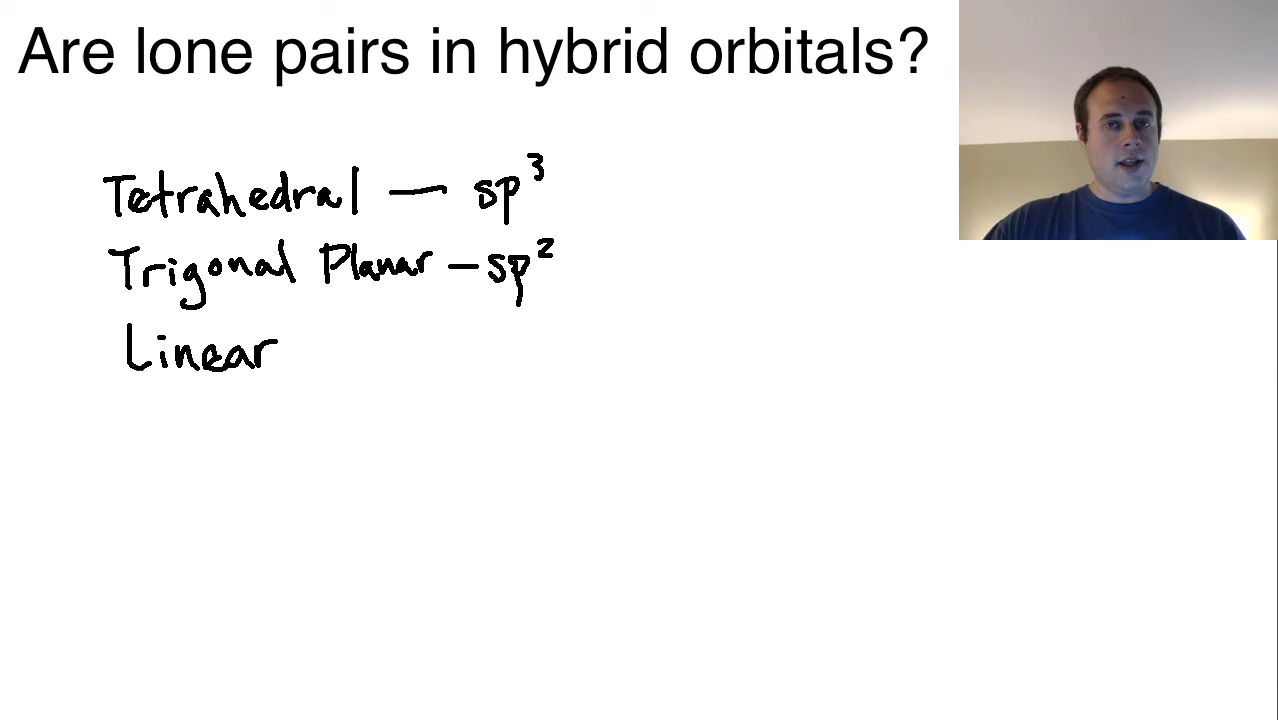 Are lone pairs in hybrid orbitals?
Tetrahedral — sp³
Trigonal Planar — sp²
Linear